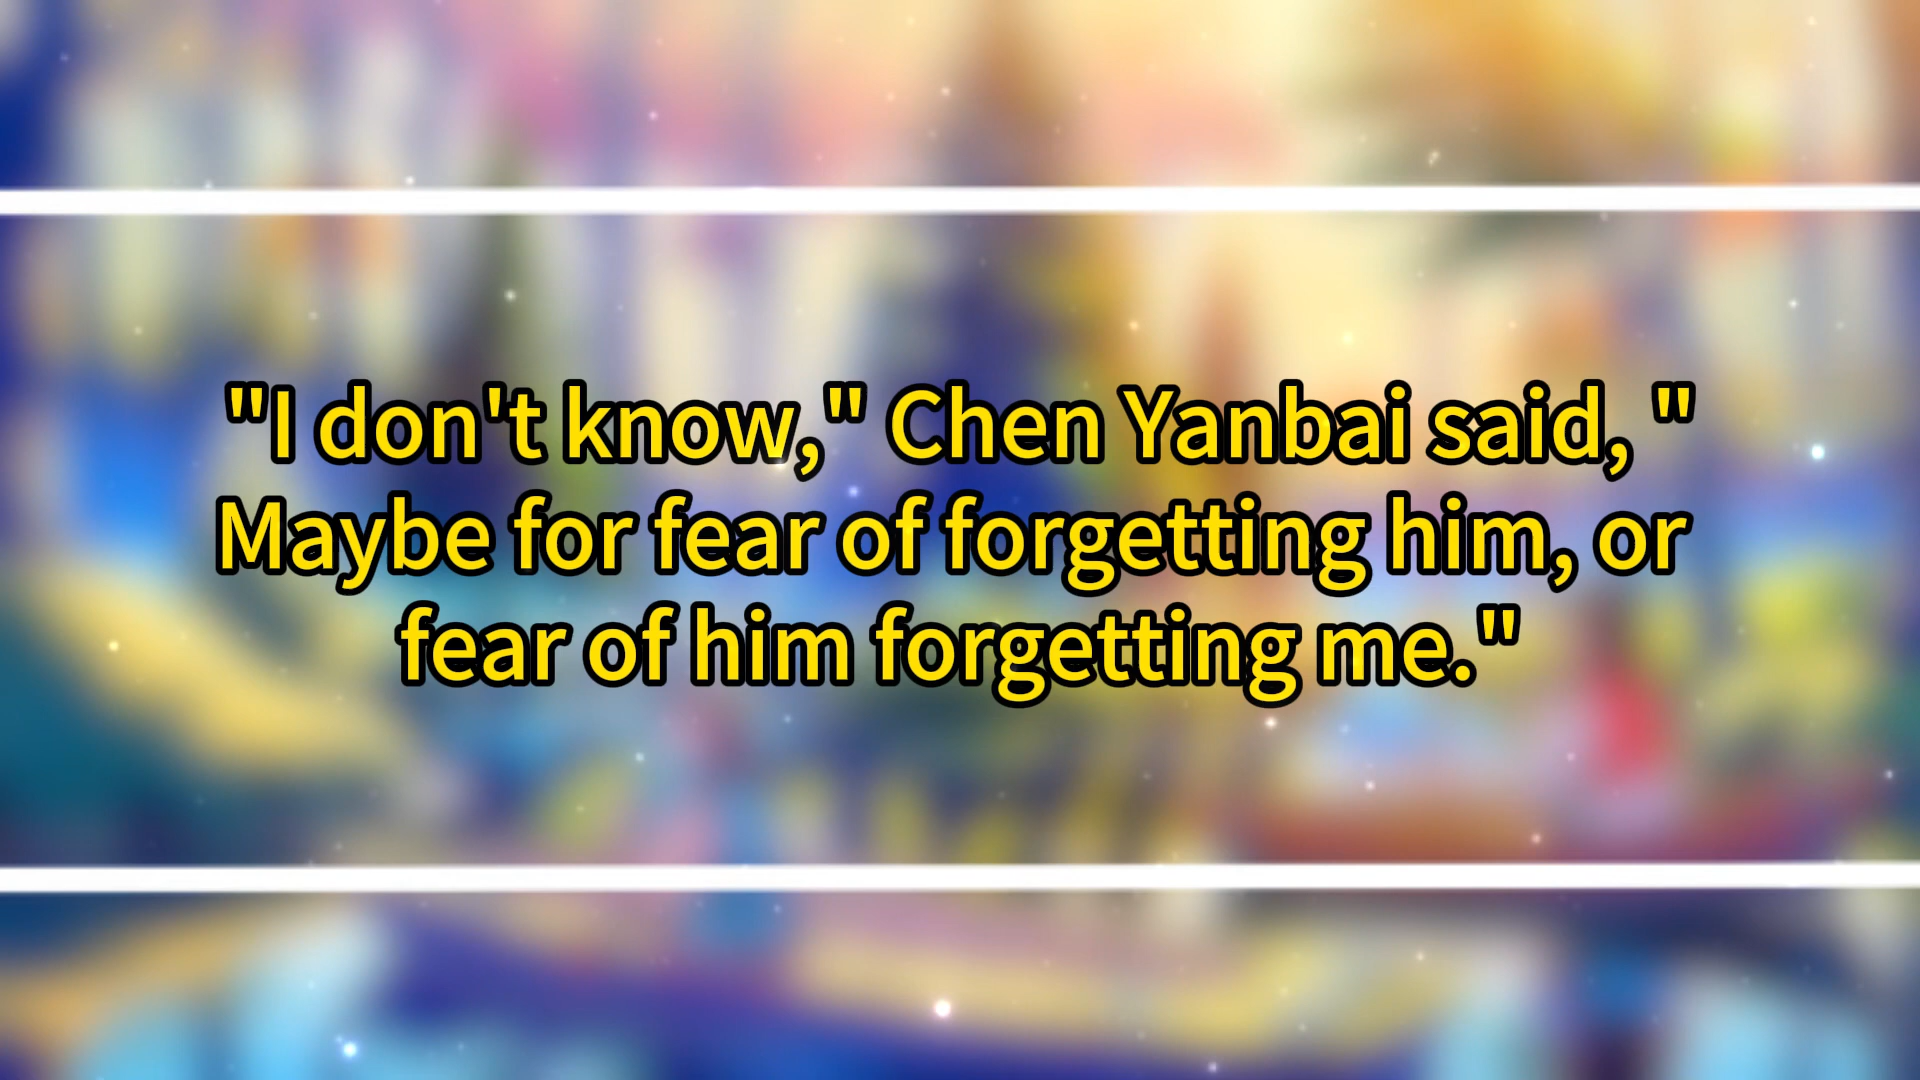 "I don't know," Chen Yanbai said, "
Maybe for fear of forgetting him, or
fear of him forgetting me."